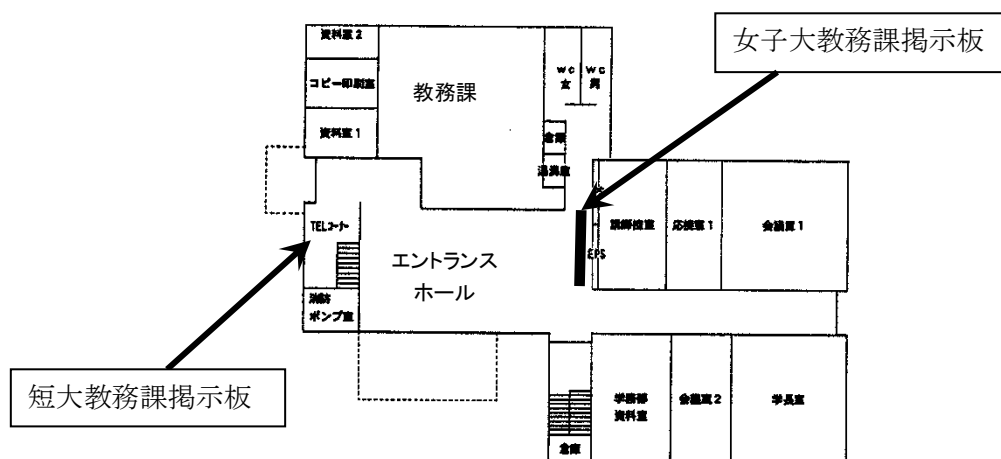 女子大教務課掲示板
資料室2
コピー印刷室
資料室1
教務課
WC
女
WC
男
倉庫
湯沸室
TELコーナー
消防
ポンプ室
エントランス
ホール
EPS
講師控室
応接室1
会議室1
短大教務課掲示板
学務部
資料室
会議室2
学長室
倉庫